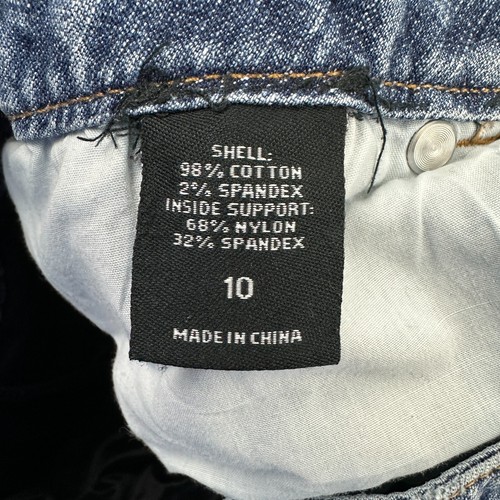 SHELL:
98% COTTON
2% SPANDEX
INSIDE SUPPORT:
68% NYLON
32% SPANDEX
10
MADE IN CHINA